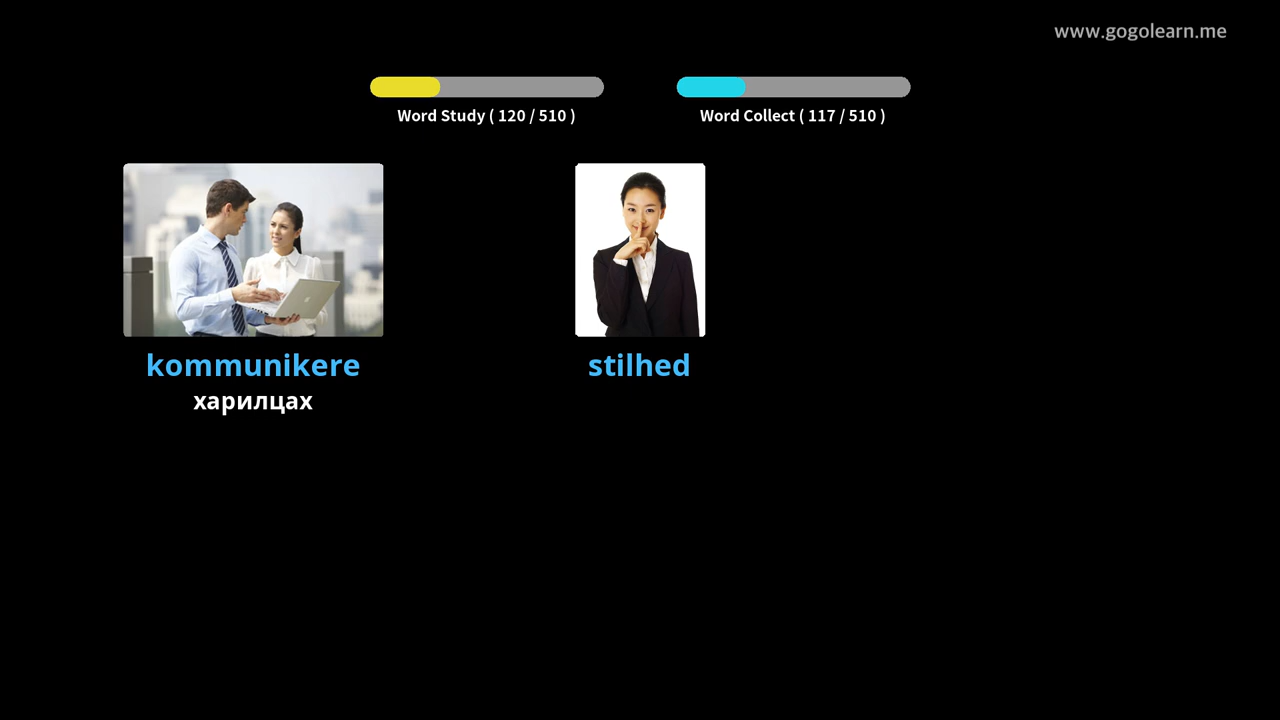 www.gogolearn.me
Word Study ( 120 / 510 )
Word Collect ( 117 / 510 )
kommunikere
харилцах
stilhed